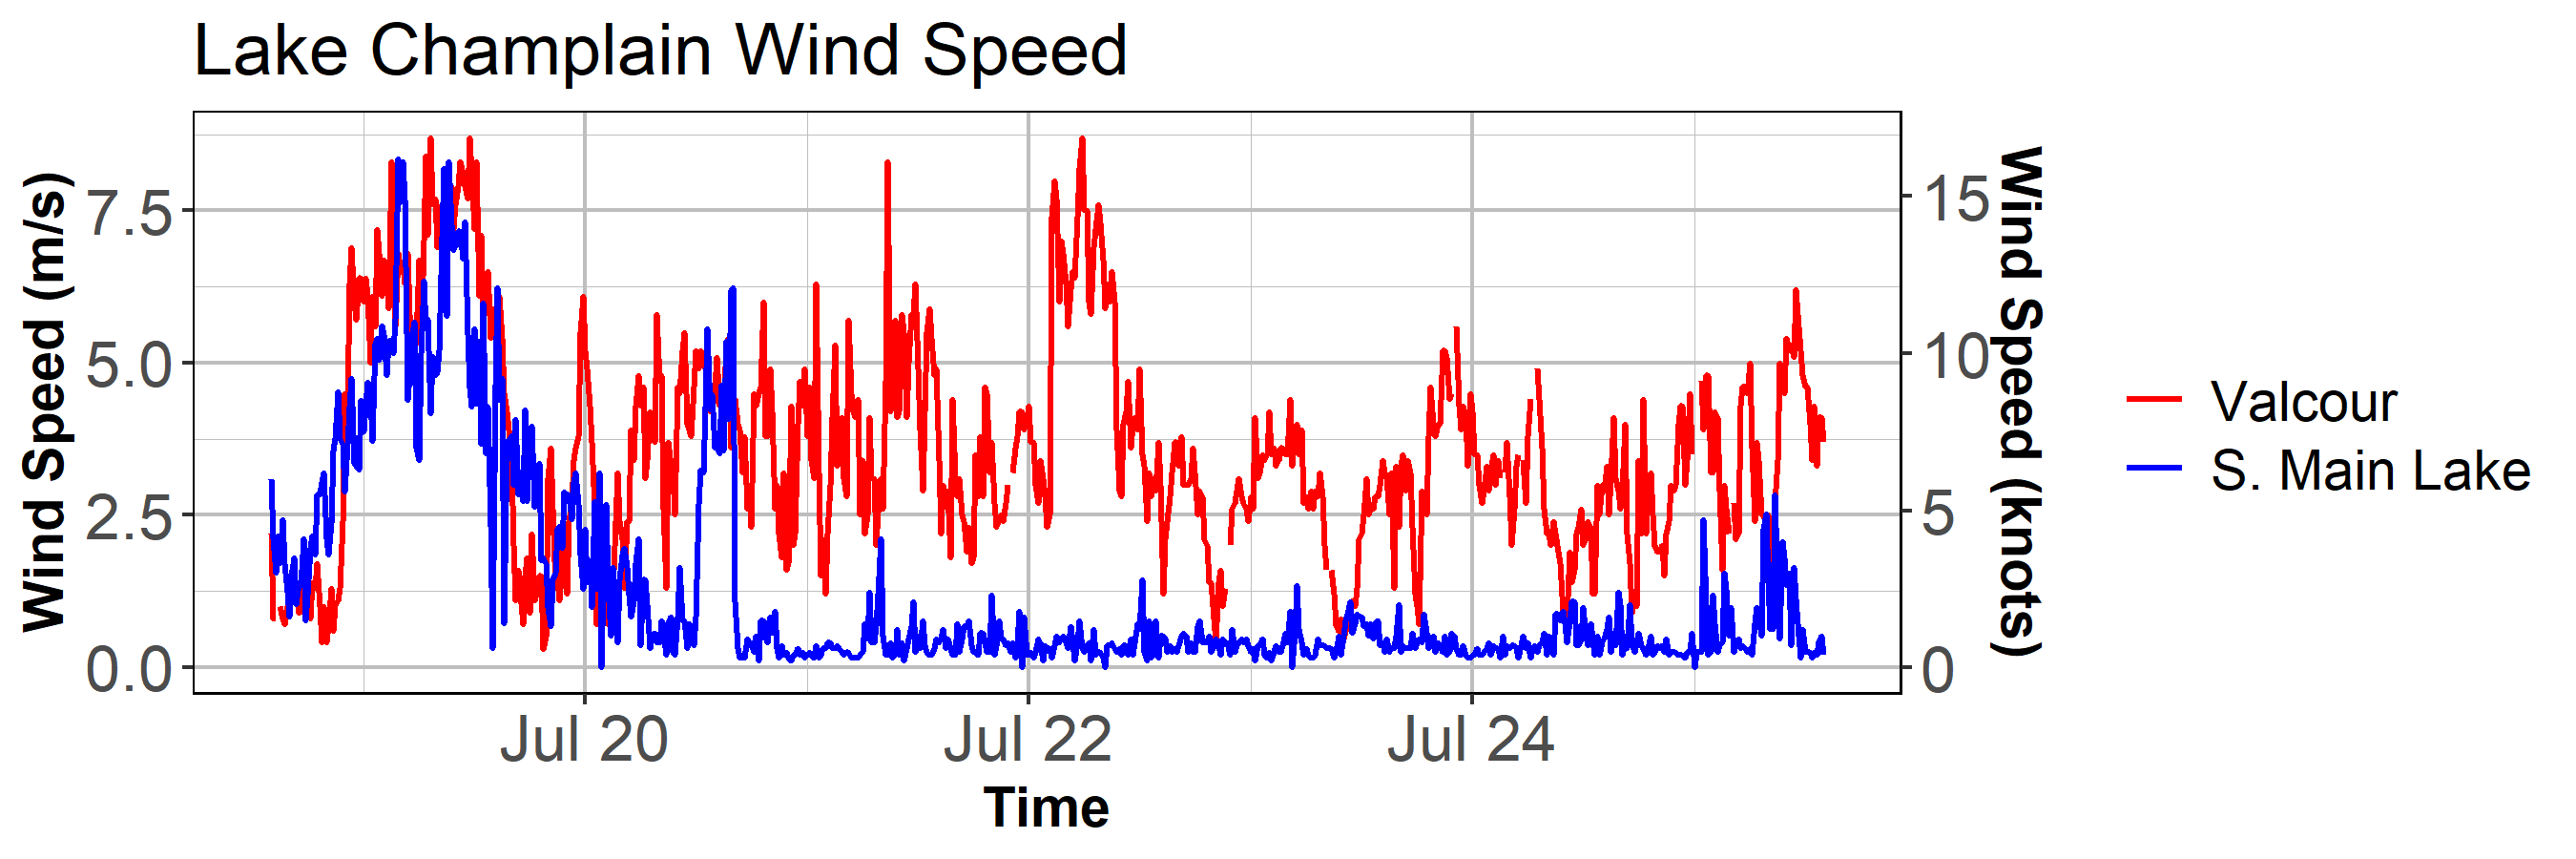 Lake Champlain Wind Speed
Wind Speed (m/s)
7.5
5.0
2.5
0.0
15
10
5
0
Wind Speed (knots)
Jul 20
Jul 22
Jul 24
Time
Valcour
S. Main Lake